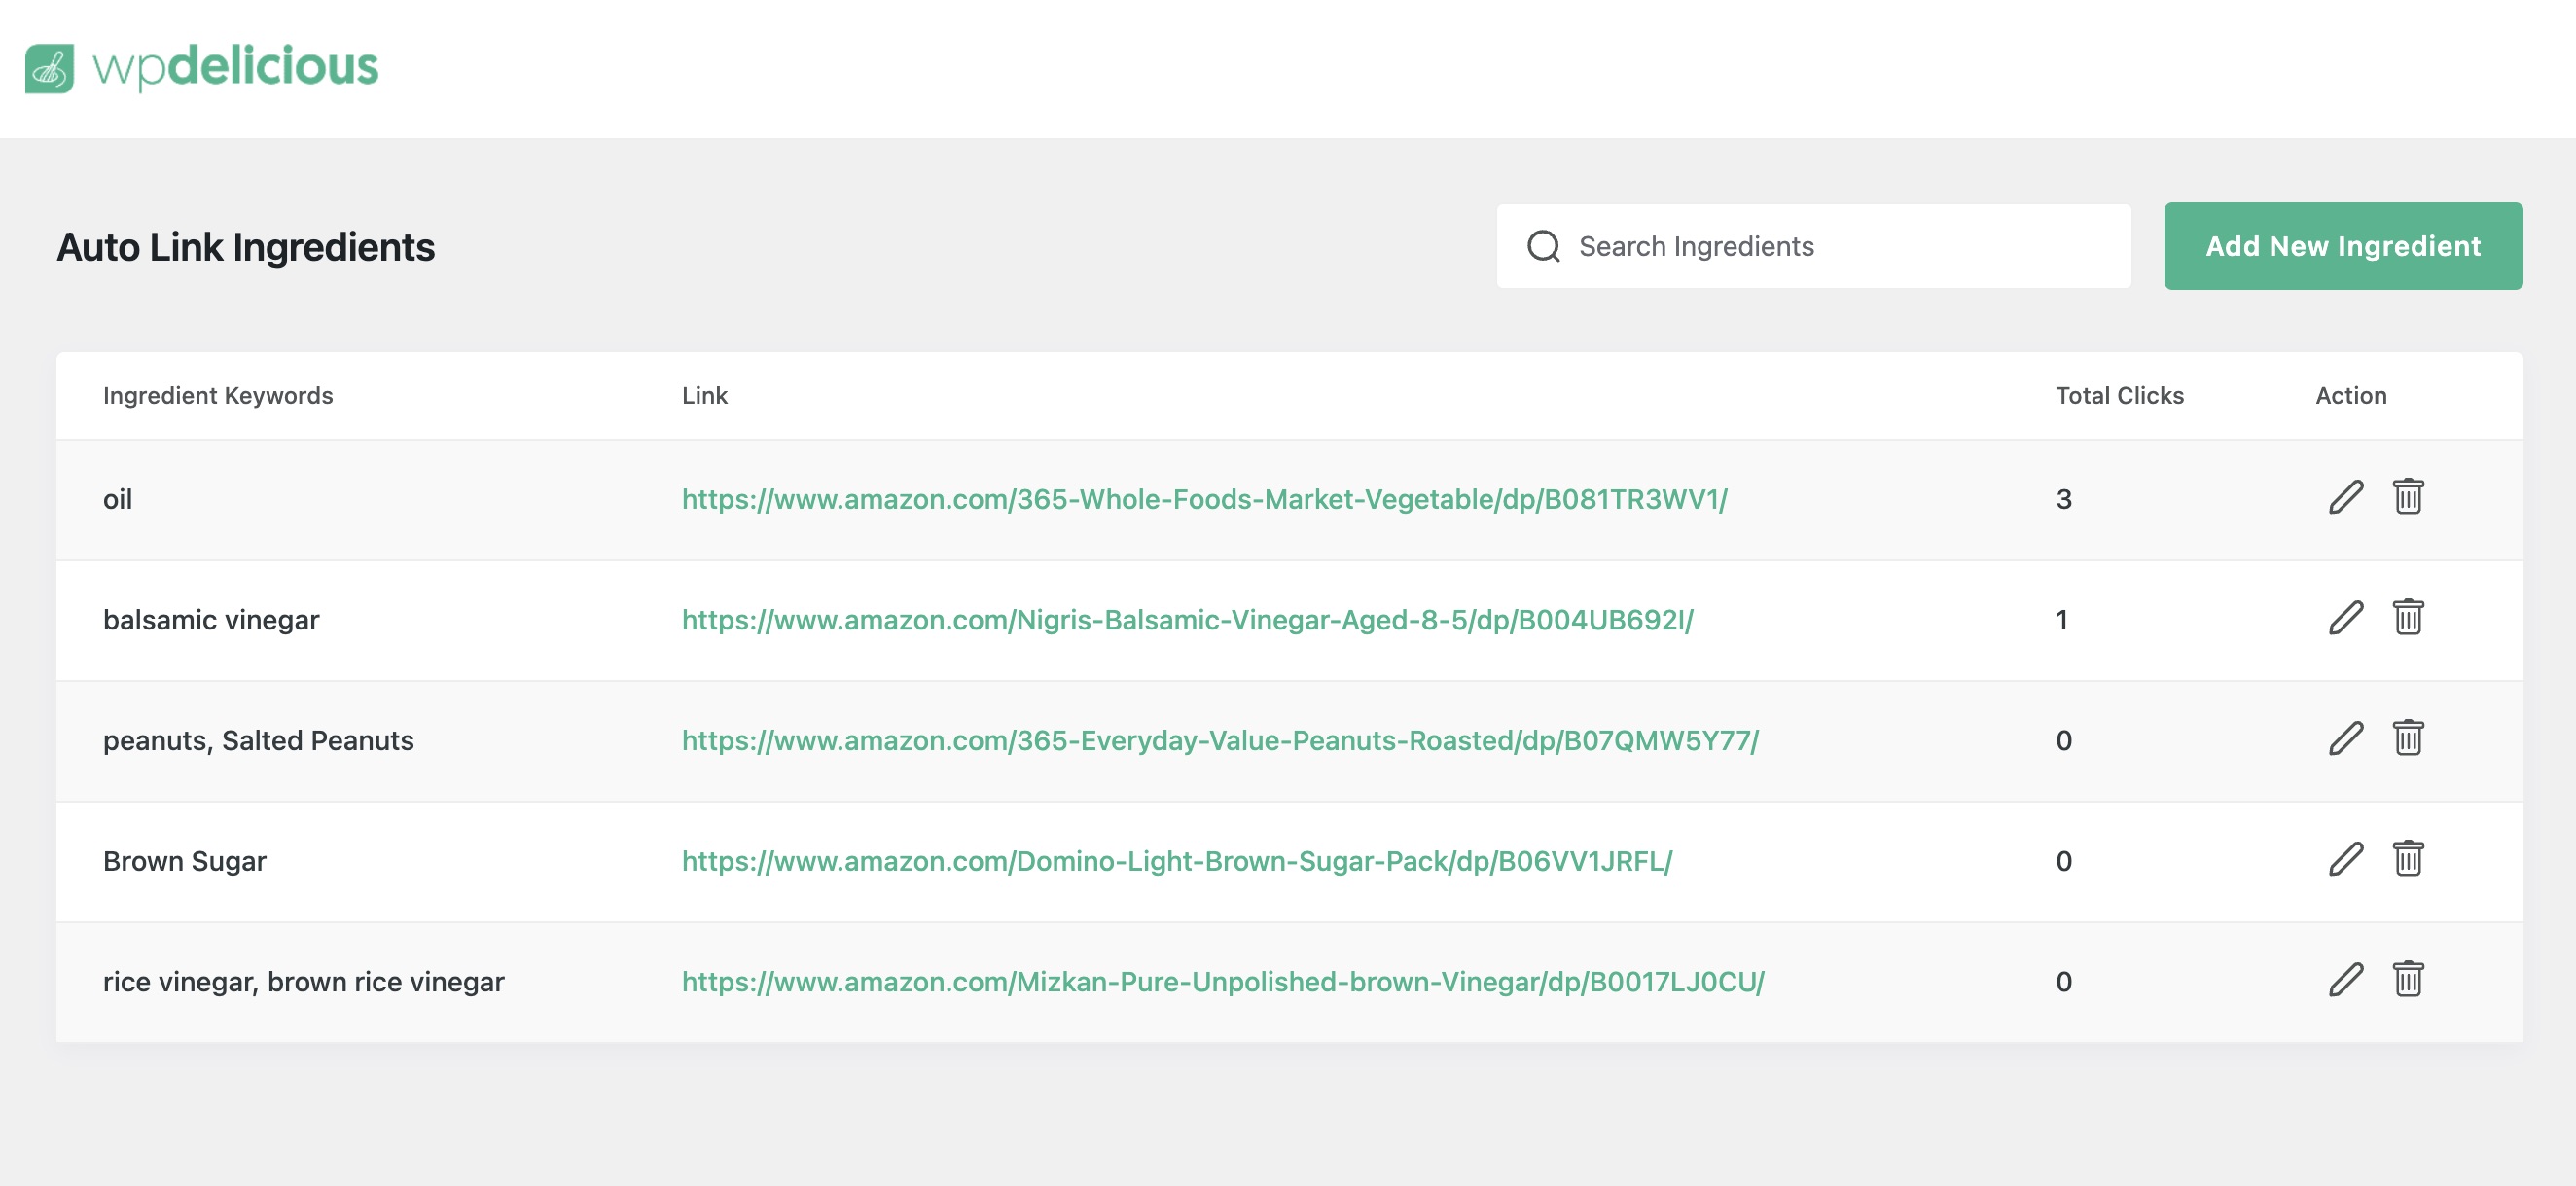 wpdelicious
Auto Link Ingredients
Search Ingredients
Add New Ingredient
Ingredient Keywords Link Total Clicks Action
oil https://www.amazon.com/365-Whole-Foods-Market-Vegetable/dp/B081TR3WV1/ 3
balsamic vinegar https://www.amazon.com/Nigris-Balsamic-Vinegar-Aged-8-5/dp/B004UB692I/ 1
peanuts, Salted Peanuts https://www.amazon.com/365-Everyday-Value-Peanuts-Roasted/dp/B07QMW5Y77/ 0
Brown Sugar https://www.amazon.com/Domino-Light-Brown-Sugar-Pack/dp/B06VV1JRFL/ 0
rice vinegar, brown rice vinegar https://www.amazon.com/Mizkan-Pure-Unpolished-brown-Vinegar/dp/B0017LJ0CU/ 0